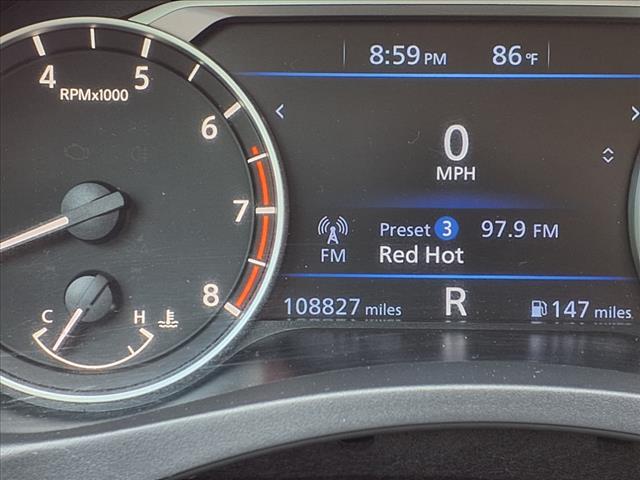 8:59 PM 86°F
4 5 6 7 8
RPMx1000
0
MPH
Preset 3 97.9 FM
FM Red Hot
C H
108827 miles R 147 miles